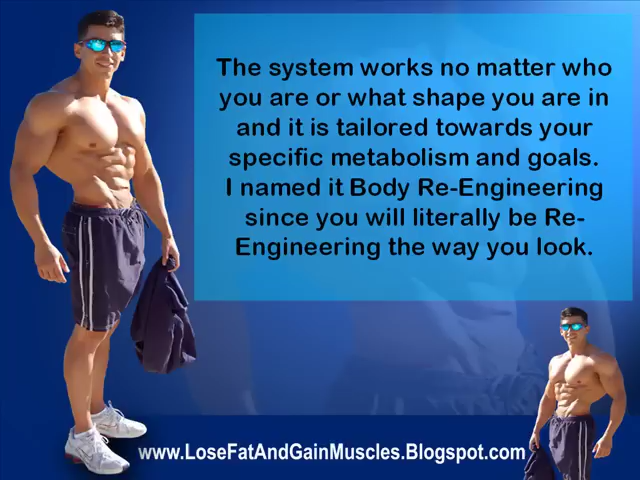 The system works no matter who
you are or what shape you are in
and it is tailored towards your
specific metabolism and goals.
I named it Body Re-Engineering
since you will literally be Re-
Engineering the way you look.
www.LoseFatAndGainMuscles.Blogspot.com